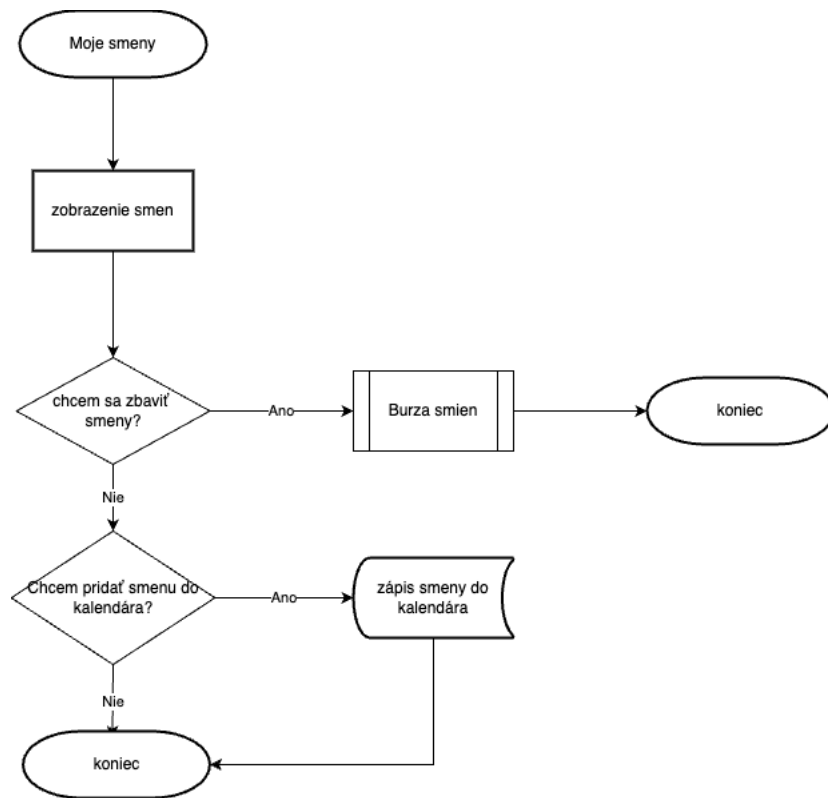 Moje smeny
zobrazenie smen
chcem sa zbaviť
smeny?
Ano
Burza smien
koniec
Nie
Chcem pridať smenu do
kalendára?
Ano
zápis smeny do
kalendára
Nie
koniec